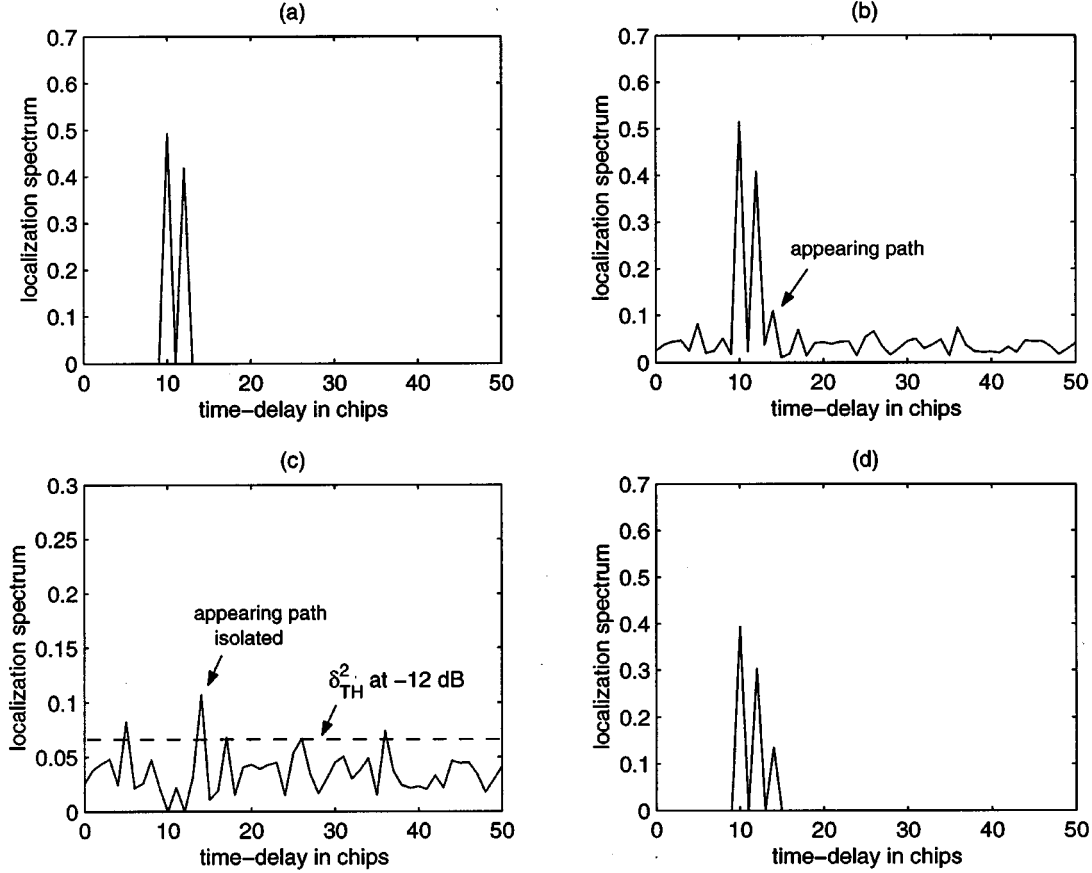 (a)
0.7
0.6
0.5
0.4
0.3
0.2
0.1
0
0 10 20 30 40 50
localization spectrum
time-delay in chips
(b)
0.7
0.6
0.5
0.4
0.3
0.2
0.1
0
0 10 20 30 40 50
localization spectrum
time-delay in chips
appearing path
(c)
0.3
0.25
0.2
0.15
0.1
0.05
0
0 10 20 30 40 50
localization spectrum
time-delay in chips
appearing path
isolated
δ²TH at -12 dB
(d)
0.7
0.6
0.5
0.4
0.3
0.2
0.1
0
0 10 20 30 40 50
localization spectrum
time-delay in chips